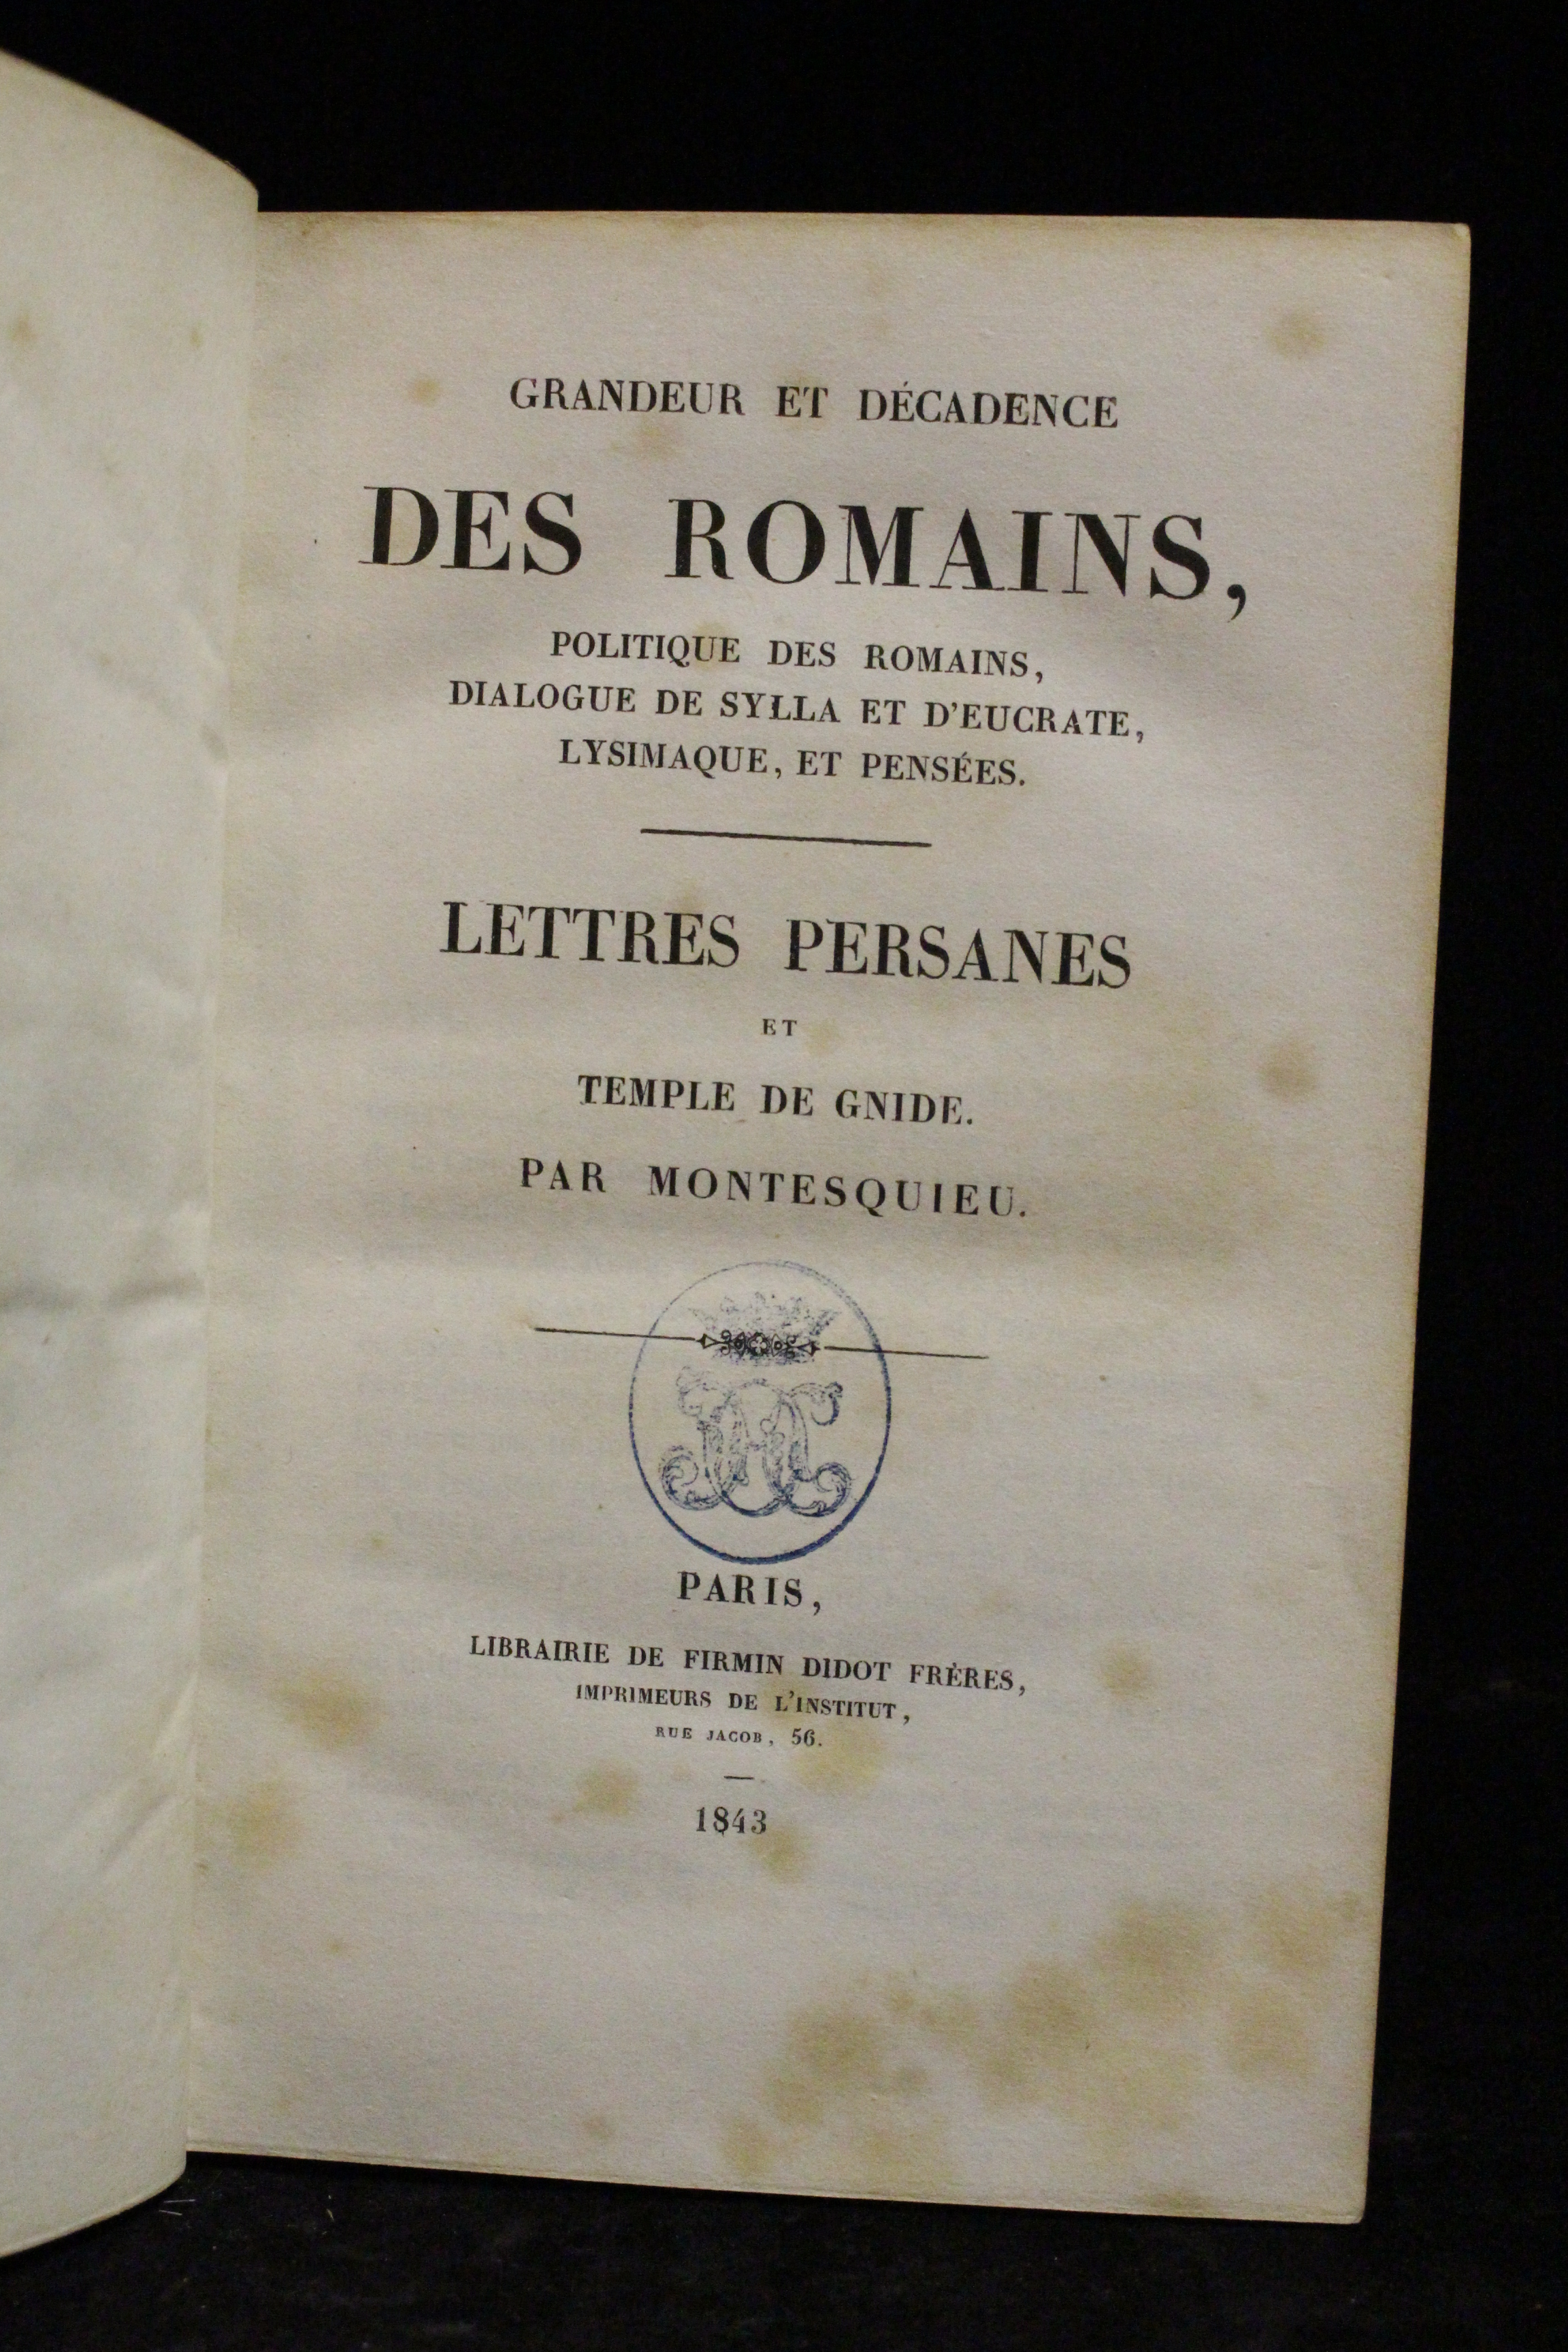 GRANDEUR ET DÉCADENCE
DES ROMAINS,
POLITIQUE DES ROMAINS,
DIALOGUE DE SYLLA ET D'EUCRATE,
LYSIMAQUE, ET PENSÉES.
LETTRES PERSANES
ET
TEMPLE DE GNIDE.
PAR MONTESQUIEU.
PARIS,
LIBRAIRIE DE FIRMIN DIDOT FRÈRES,
IMPRIMEURS DE L'INSTITUT,
RUE JACOB, 56.
1843